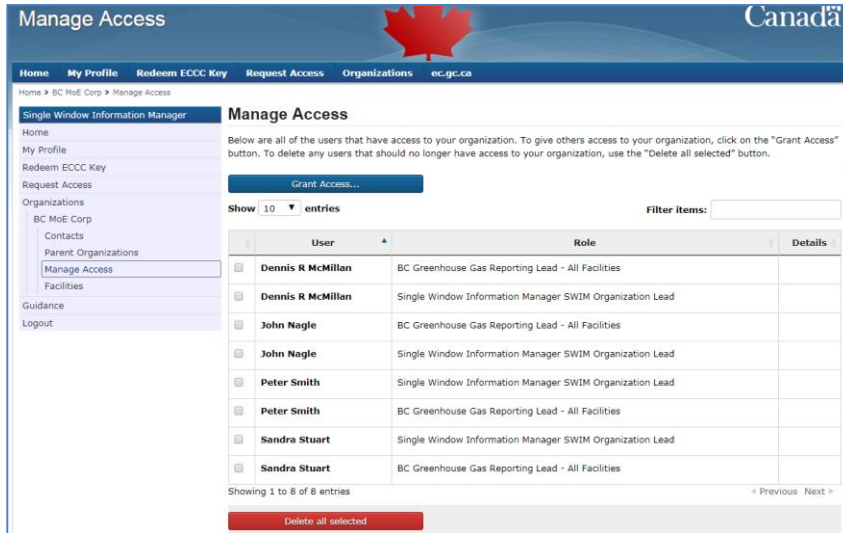 Manage Access
Canada
Home My Profile Redeem ECCC Key Request Access Organizations ec.gc.ca
Home > BC MoE Corp > Manage Access
Single Window Information Manager
Home
My Profile
Redeem ECCC Key
Request Access
Organizations
BC MoE Corp
Contacts
Parent Organizations
Manage Access
Facilities
Guidance
Logout
Manage Access
Below are all of the users that have access to your organization. To give others access to your organization, click on the "Grant Access"
button. To delete any users that should no longer have access to your organization, use the "Delete all selected" button.
Grant Access...
Show 10 entries Filter items:
User Role Details
Dennis R McMillan BC Greenhouse Gas Reporting Lead - All Facilities
Dennis R McMillan Single Window Information Manager SWIM Organization Lead
John Nagle BC Greenhouse Gas Reporting Lead - All Facilities
John Nagle Single Window Information Manager SWIM Organization Lead
Peter Smith Single Window Information Manager SWIM Organization Lead
Peter Smith BC Greenhouse Gas Reporting Lead - All Facilities
Sandra Stuart Single Window Information Manager SWIM Organization Lead
Sandra Stuart BC Greenhouse Gas Reporting Lead - All Facilities
Showing 1 to 8 of 8 entries Previous Next
Delete all selected